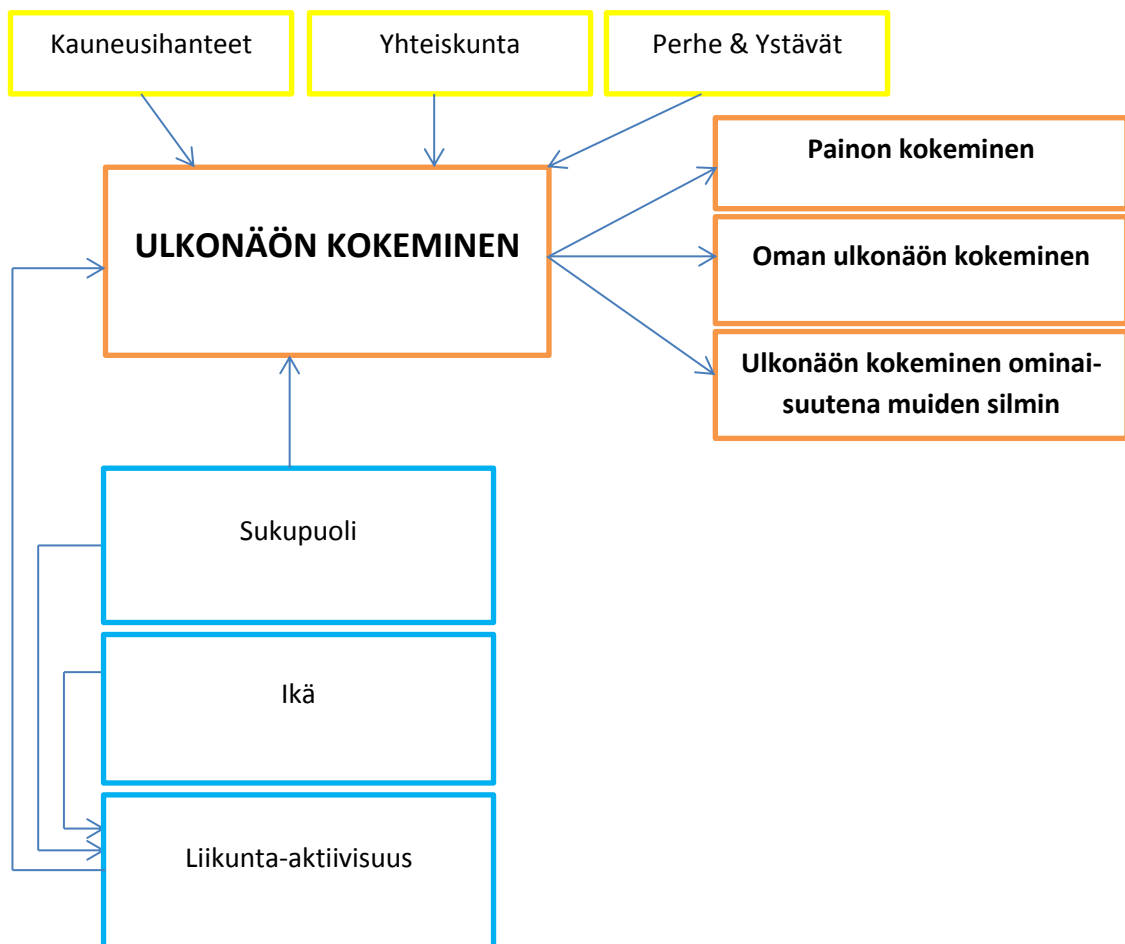 Kauneusihanteet
Yhteiskunta
Perhe & Ystävät
Painon kokeminen
ULKONÄÖN KOKEMINEN
Oman ulkonäön kokeminen
Ulkonäön kokeminen ominai-
suutena muiden silmin
Sukupuoli
Ikä
Liikunta-aktiivisuus